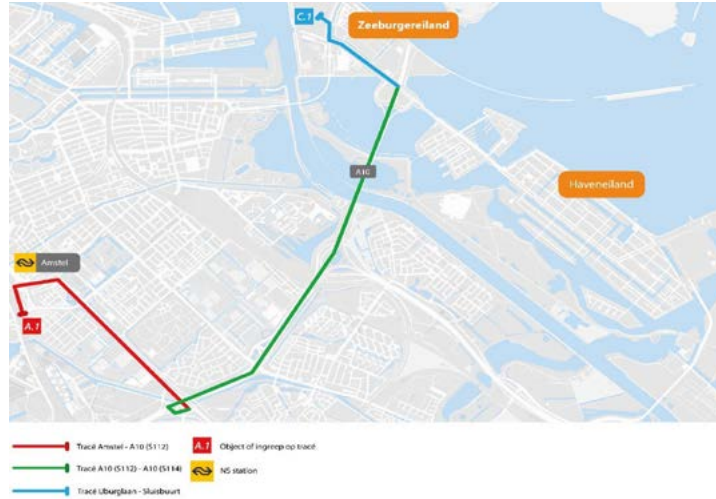 C.1
Zeeburgereiland
A10
Haveneiland
Amstel
A.1
Tracé Amstel - A10 (S112)
A.1 Object of ingreep op tracé
Tracé A10 (S112) - A10 (S114)
NS station
Tracé IJburglaan - Sluisbuurt